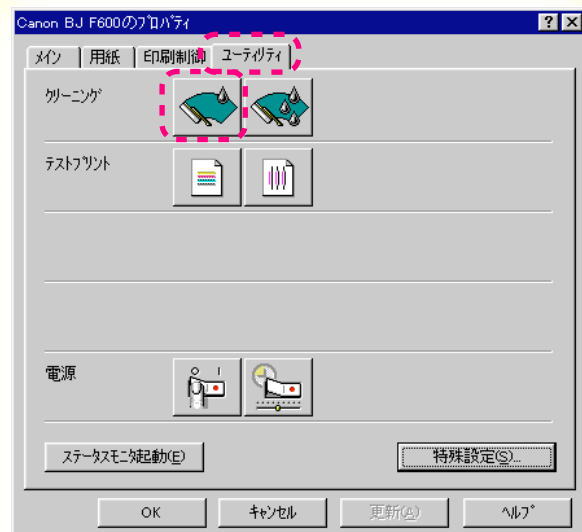 Canon BJ F600のﾌﾟﾛﾊﾟﾃｨ
ﾒｲﾝ 用紙 印刷制御 ﾕｰﾃｨﾘﾃｨ
ｸﾘｰﾆﾝｸﾞ
ﾃｽﾄﾌﾟﾘﾝﾄ
電源
ｽﾃｰﾀｽﾓﾆﾀ起動(E) 特殊設定(S)...
OK ｷｬﾝｾﾙ 更新(A) ﾍﾙﾌﾟ